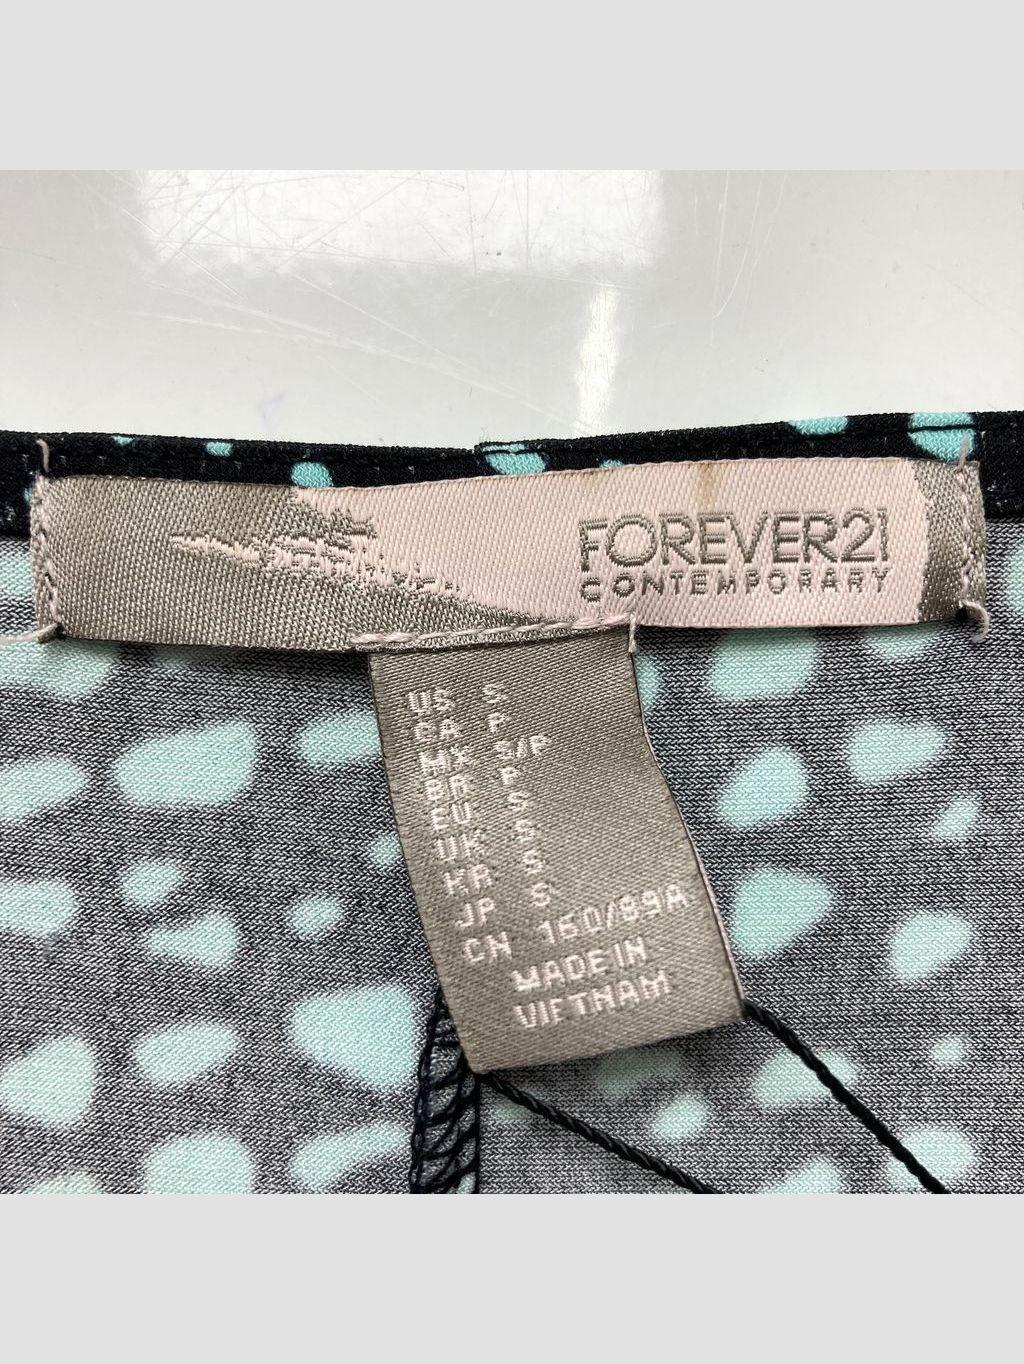 FOREVER21
CONTEMPORARY
US S
CA P
MX S/P
BR P
EU S
UK S
KR S
JP S
CN 160/89A
MADE IN
VIETNAM